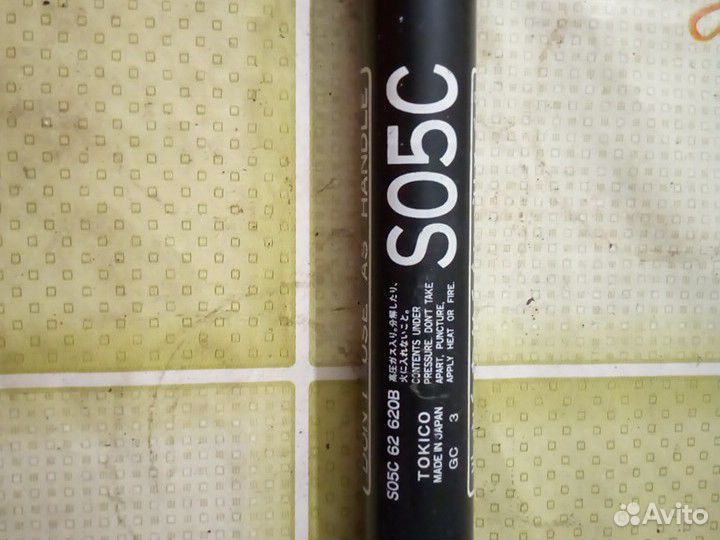 S05C
DON'T USE AS HANDLE
高圧ガス入り。分解したり、
火に入れないこと。
CONTENTS UNDER
PRESSURE. DON'T TAKE
APART, PUNCTURE,
APPLY HEAT OR FIRE.
S05C 62 620B
TOKICO
MADE IN JAPAN
GC 3
Avito